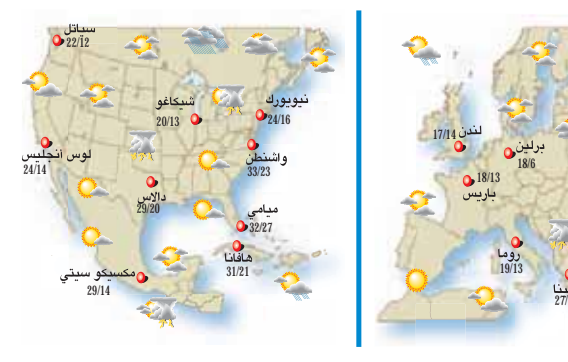 سياتل
22/12
شيكاغو
20/13
نيويورك
24/16
لوس أنجليس
24/14
واشنطن
33/23
دالاس
29/20
ميامي
32/27
هافانا
31/21
مكسيكو سيتي
29/14
لندن
17/14
برلين
18/6
18/13
باريس
روما
19/13
27/